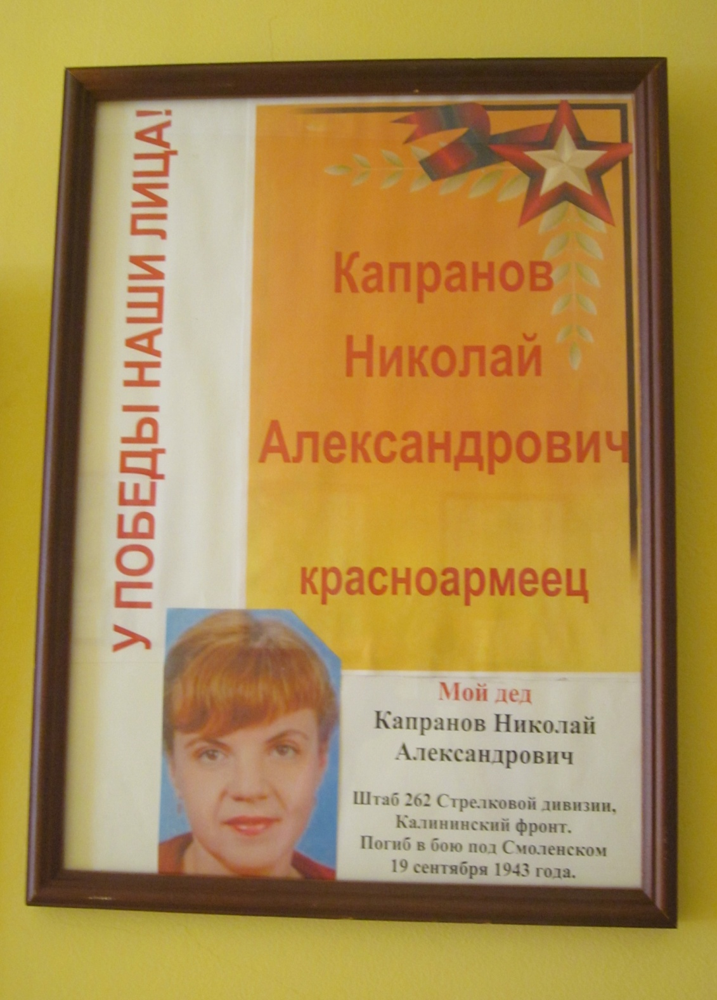 У ПОБЕДЫ НАШИ ЛИЦА!
Капранов
Николай
Александрович
красноармеец
Мой дед
Капранов Николай
Александрович
Штаб 262 Стрелковой дивизии,
Калининский фронт.
Погиб в бою под Смоленском
19 сентября 1943 года.